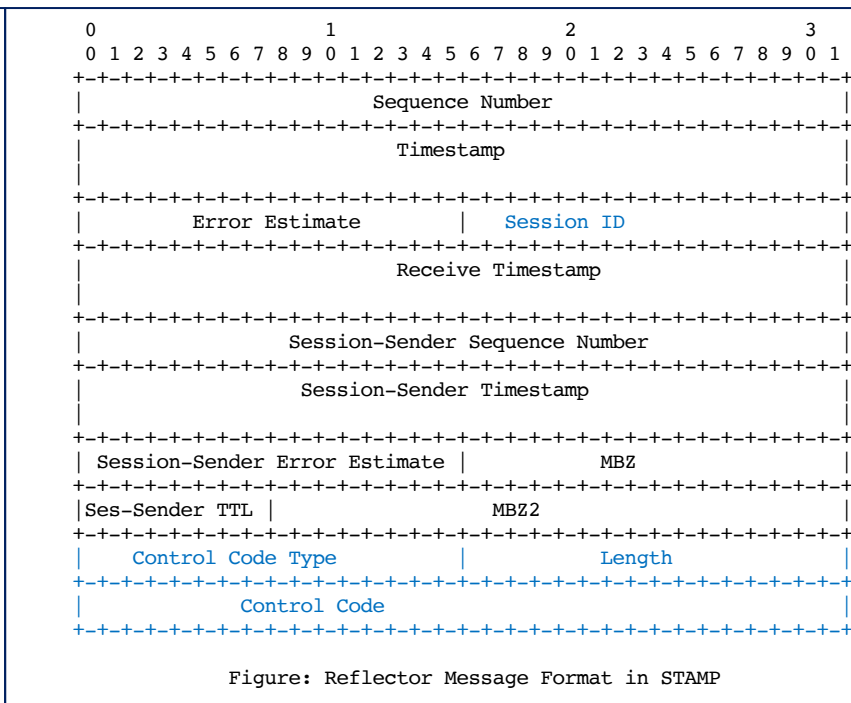 0 1 2 3
0 1 2 3 4 5 6 7 8 9 0 1 2 3 4 5 6 7 8 9 0 1 2 3 4 5 6 7 8 9 0 1
+-+-+-+-+-+-+-+-+-+-+-+-+-+-+-+-+-+-+-+-+-+-+-+-+-+-+-+-+-+-+-+-+
| Sequence Number |
+-+-+-+-+-+-+-+-+-+-+-+-+-+-+-+-+-+-+-+-+-+-+-+-+-+-+-+-+-+-+-+-+
| Timestamp |
| |
+-+-+-+-+-+-+-+-+-+-+-+-+-+-+-+-+-+-+-+-+-+-+-+-+-+-+-+-+-+-+-+-+
| Error Estimate | Session ID |
+-+-+-+-+-+-+-+-+-+-+-+-+-+-+-+-+-+-+-+-+-+-+-+-+-+-+-+-+-+-+-+-+
| Receive Timestamp |
| |
+-+-+-+-+-+-+-+-+-+-+-+-+-+-+-+-+-+-+-+-+-+-+-+-+-+-+-+-+-+-+-+-+
| Session-Sender Sequence Number |
+-+-+-+-+-+-+-+-+-+-+-+-+-+-+-+-+-+-+-+-+-+-+-+-+-+-+-+-+-+-+-+-+
| Session-Sender Timestamp |
| |
+-+-+-+-+-+-+-+-+-+-+-+-+-+-+-+-+-+-+-+-+-+-+-+-+-+-+-+-+-+-+-+-+
| Session-Sender Error Estimate | MBZ |
+-+-+-+-+-+-+-+-+-+-+-+-+-+-+-+-+-+-+-+-+-+-+-+-+-+-+-+-+-+-+-+-+
|Ses-Sender TTL | MBZ2 |
+-+-+-+-+-+-+-+-+-+-+-+-+-+-+-+-+-+-+-+-+-+-+-+-+-+-+-+-+-+-+-+-+
| Control Code Type | Length |
+-+-+-+-+-+-+-+-+-+-+-+-+-+-+-+-+-+-+-+-+-+-+-+-+-+-+-+-+-+-+-+-+
| Control Code |
+-+-+-+-+-+-+-+-+-+-+-+-+-+-+-+-+-+-+-+-+-+-+-+-+-+-+-+-+-+-+-+-+
Figure: Reflector Message Format in STAMP